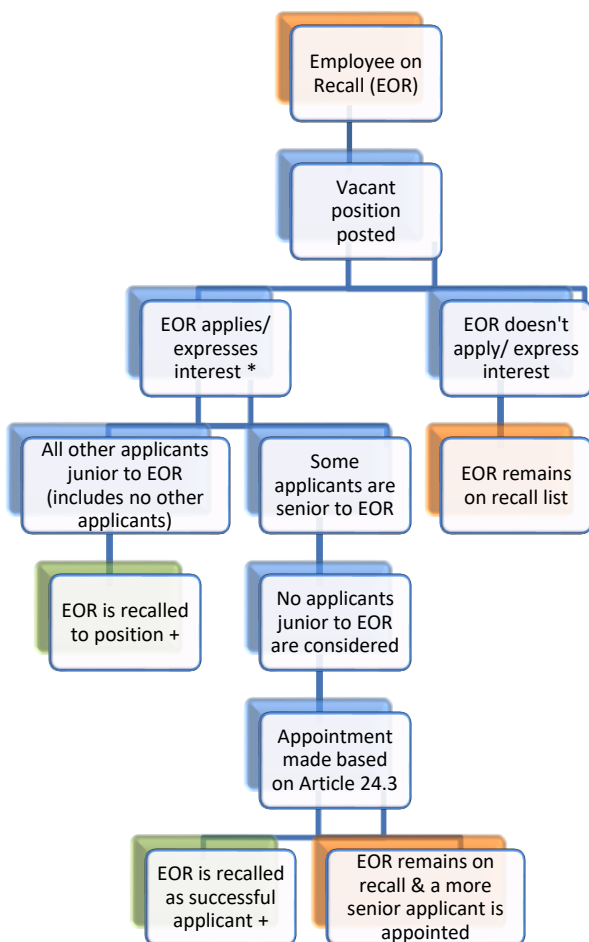 Employee on
Recall (EOR)
Vacant
position
posted
EOR applies/
expresses
interest *
EOR doesn't
apply/ express
interest
All other applicants
junior to EOR
(includes no other
applicants)
Some
applicants are
senior to EOR
EOR remains
on recall list
EOR is recalled
to position +
No applicants
junior to EOR
are considered
Appointment
made based
on Article 24.3
EOR is recalled
as successful
applicant +
EOR remains on
recall & a more
senior applicant is
appointed